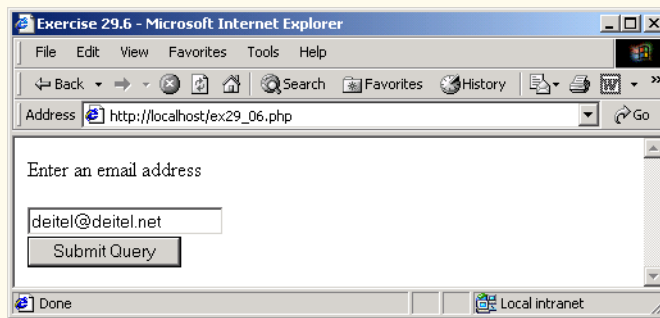 Exercise 29.6 - Microsoft Internet Explorer
File Edit View Favorites Tools Help
Back Search Favorites History »
Address http://localhost/ex29_06.php Go
Enter an email address
deitel@deitel.net
Submit Query
Done Local intranet